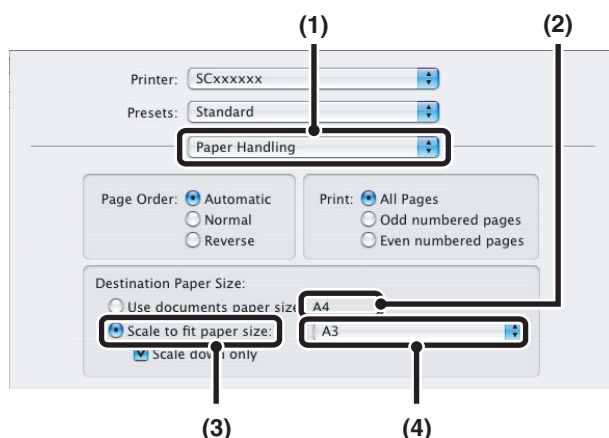 (1) (2)
Printer: SCxxxxxx
Presets: Standard
Paper Handling
Page Order: Automatic Print: All Pages
Normal Odd numbered pages
Reverse Even numbered pages
Destination Paper Size:
Use documents paper size A4
Scale to fit paper size: A3
Scale down only
(3) (4)